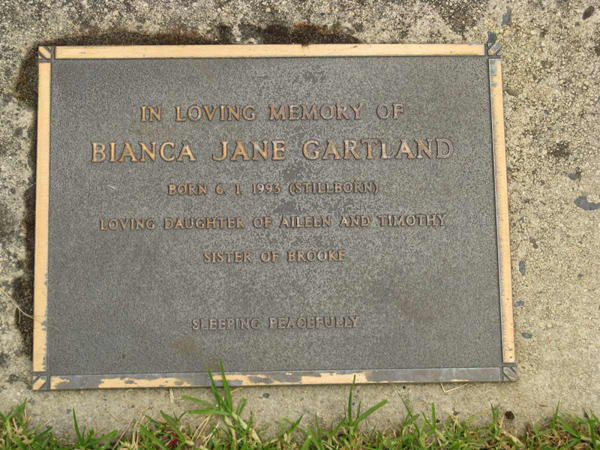 IN LOVING MEMORY OF
BIANCA JANE GARTLAND
BORN 6. 1. 1993 (STILLBORN)
LOVING DAUGHTER OF AILEEN AND TIMOTHY
SISTER OF BROOKE
SLEEPING PEACEFULLY